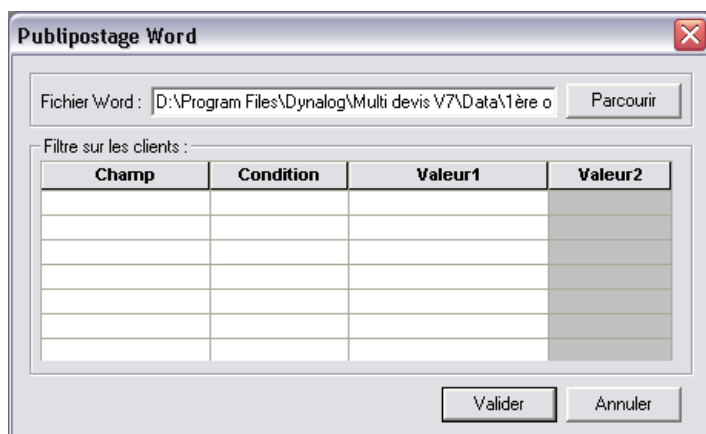 Publipostage Word
Fichier Word : D:\Program Files\Dynalog\Multi devis V7\Data\1ère o Parcourir
Filtre sur les clients :
Champ Condition Valeur1 Valeur2
Valider Annuler